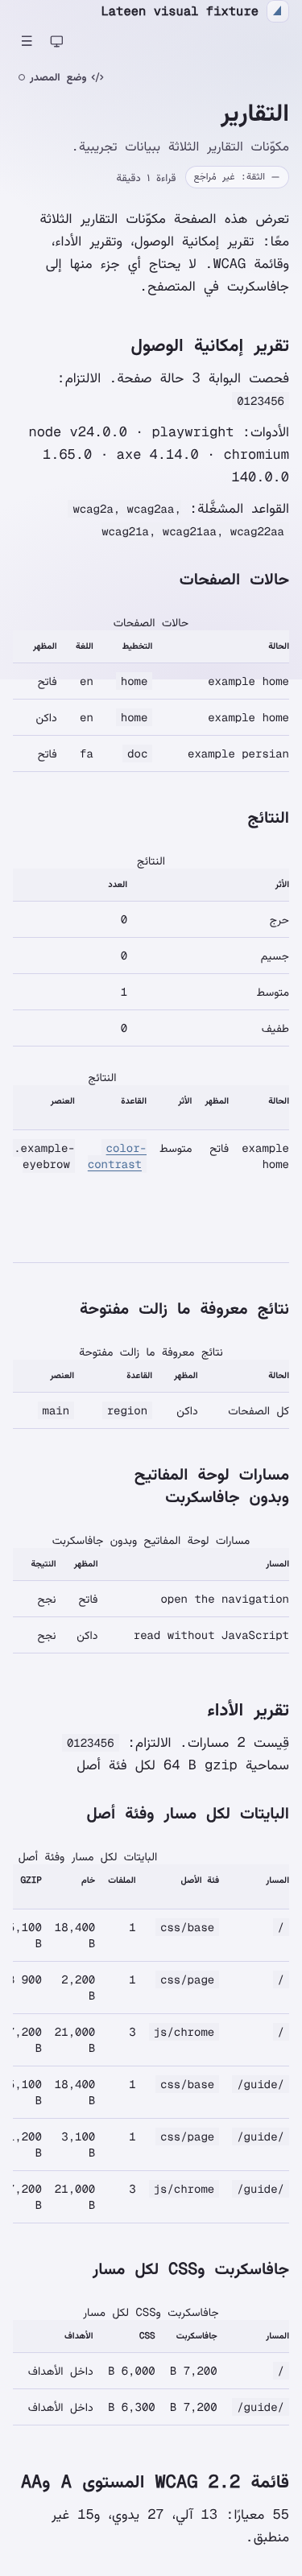 Lateen visual fixture
</> وضع المصدر
التقارير
مكوّنات التقارير الثلاثة ببيانات تجريبية.
— الثقة: غير مُراجَع
قراءة ١ دقيقة
تعرض هذه الصفحة مكوّنات التقارير الثلاثة
معًا: تقرير إمكانية الوصول، وتقرير الأداء،
وقائمة WCAG. لا يحتاج أي جزء منها إلى
جافاسكربت في المتصفح.
تقرير إمكانية الوصول
فحصت البوابة 3 حالة صفحة. الالتزام:
0123456
الأدوات: node v24.0.0 · playwright
1.65.0 · axe 4.14.0 · chromium
140.0.0
القواعد المشغَّلة: wcag2a, wcag2aa,
wcag21a, wcag21aa, wcag22aa
حالات الصفحات
حالات الصفحات
الحالة التخطيط اللغة المظهر
example home home en فاتح
example home home en داكن
example persian doc fa فاتح
النتائج
النتائج
الأثر العدد
حرج 0
جسيم 0
متوسط 1
طفيف 0
النتائج
الحالة المظهر الأثر القاعدة العنصر
example home فاتح متوسط color-contrast .example-eyebrow
نتائج معروفة ما زالت مفتوحة
نتائج معروفة ما زالت مفتوحة
الحالة المظهر القاعدة العنصر
كل الصفحات داكن region main
مسارات لوحة المفاتيح
وبدون جافاسكربت
مسارات لوحة المفاتيح وبدون جافاسكربت
المسار المظهر النتيجة
open the navigation فاتح نجح
read without JavaScript داكن نجح
تقرير الأداء
قِيست 2 مسارات. الالتزام: 0123456
سماحية 64 B gzip لكل فئة أصل
البايتات لكل مسار وفئة أصل
البايتات لكل مسار وفئة أصل
المسار فئة الأصل الملفات خام GZIP
/ css/base 1 18,400 B ,100 B
/ css/page 1 2,200 B 900
/ js/chrome 3 21,000 B ,200 B
/guide/ css/base 1 18,400 B ,100 B
/guide/ css/page 1 3,100 B ,200 B
/guide/ js/chrome 3 21,000 B ,200 B
جافاسكربت وCSS لكل مسار
جافاسكربت وCSS لكل مسار
المسار جافاسكربت CSS الأهداف
/ 7,200 B 6,000 B داخل الأهداف
/guide/ 7,200 B 6,300 B داخل الأهداف
قائمة WCAG 2.2 المستوى A وAA
55 معيارًا: 13 آلي، 27 يدوي، و15 غير
منطبق.